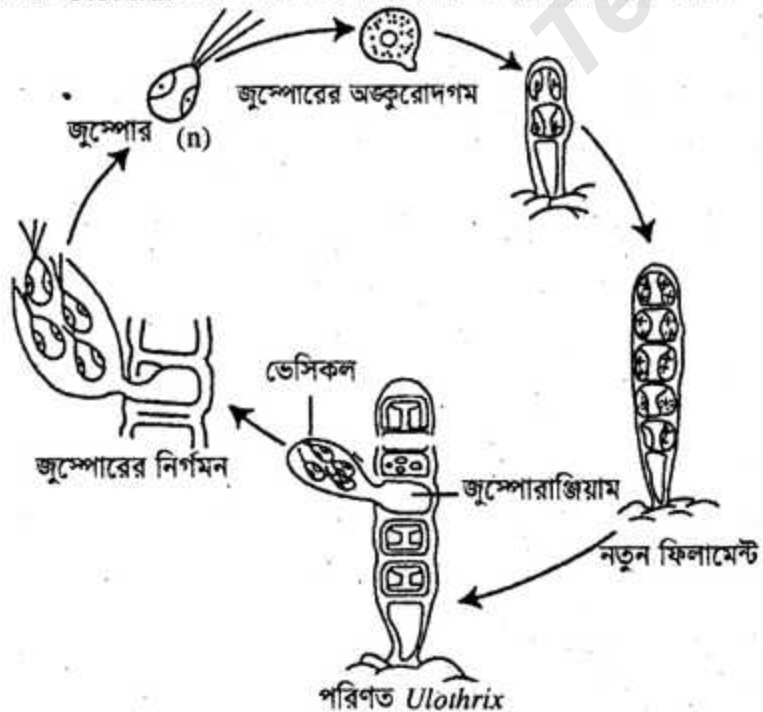 জুস্পোরের অঙ্কুরোদগম
জুস্পোর (n)
ভেসিকল
জুস্পোরের নির্গমন
জুস্পোরাঞ্জিয়াম
নতুন ফিলামেন্ট
পরিণত Ulothrix